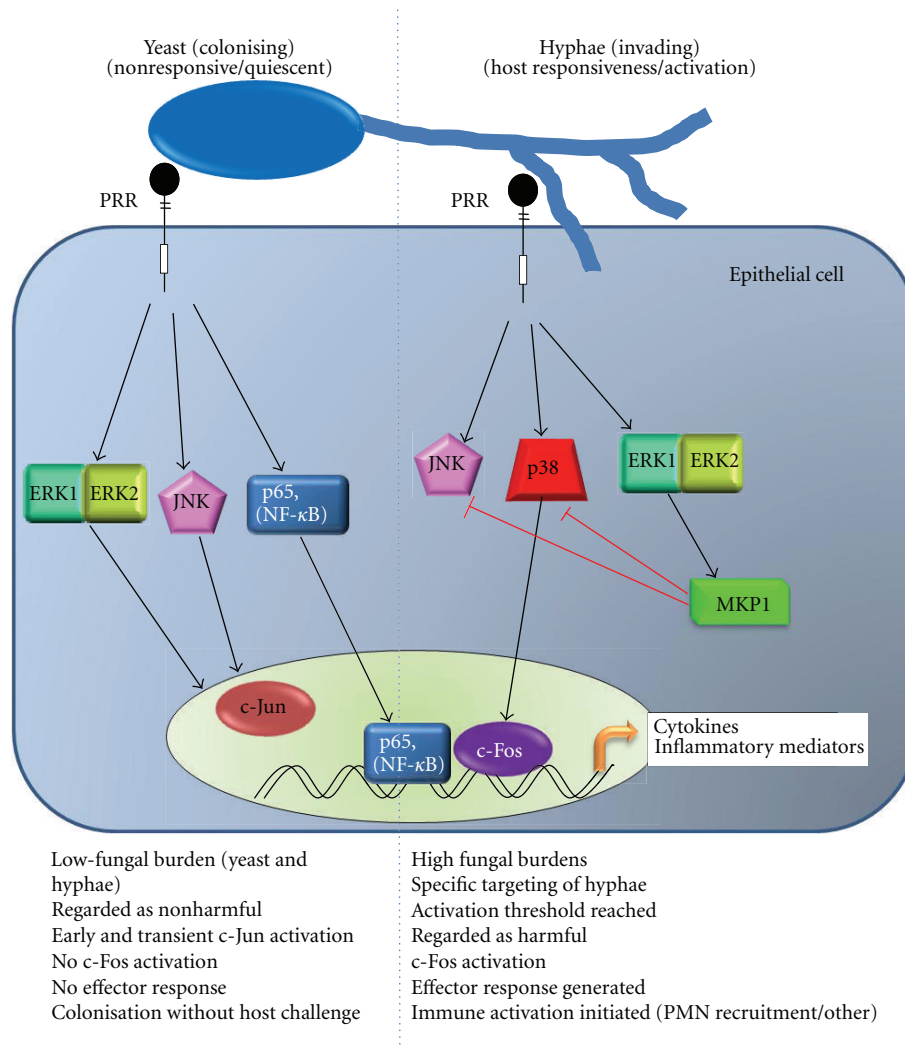 Yeast (colonising)
(nonresponsive/quiescent)
Hyphae (invading)
(host responsiveness/activation)
PRR
PRR
Epithelial cell
ERK1
ERK2
JNK
p65,
(NF-κB)
JNK
p38
ERK1
ERK2
MKP1
c-Jun
p65,
(NF-κB)
c-Fos
Cytokines
Inflammatory mediators
Low-fungal burden (yeast and
hyphae)
Regarded as nonharmful
Early and transient c-Jun activation
No c-Fos activation
No effector response
Colonisation without host challenge
High fungal burdens
Specific targeting of hyphae
Activation threshold reached
Regarded as harmful
c-Fos activation
Effector response generated
Immune activation initiated (PMN recruitment/other)